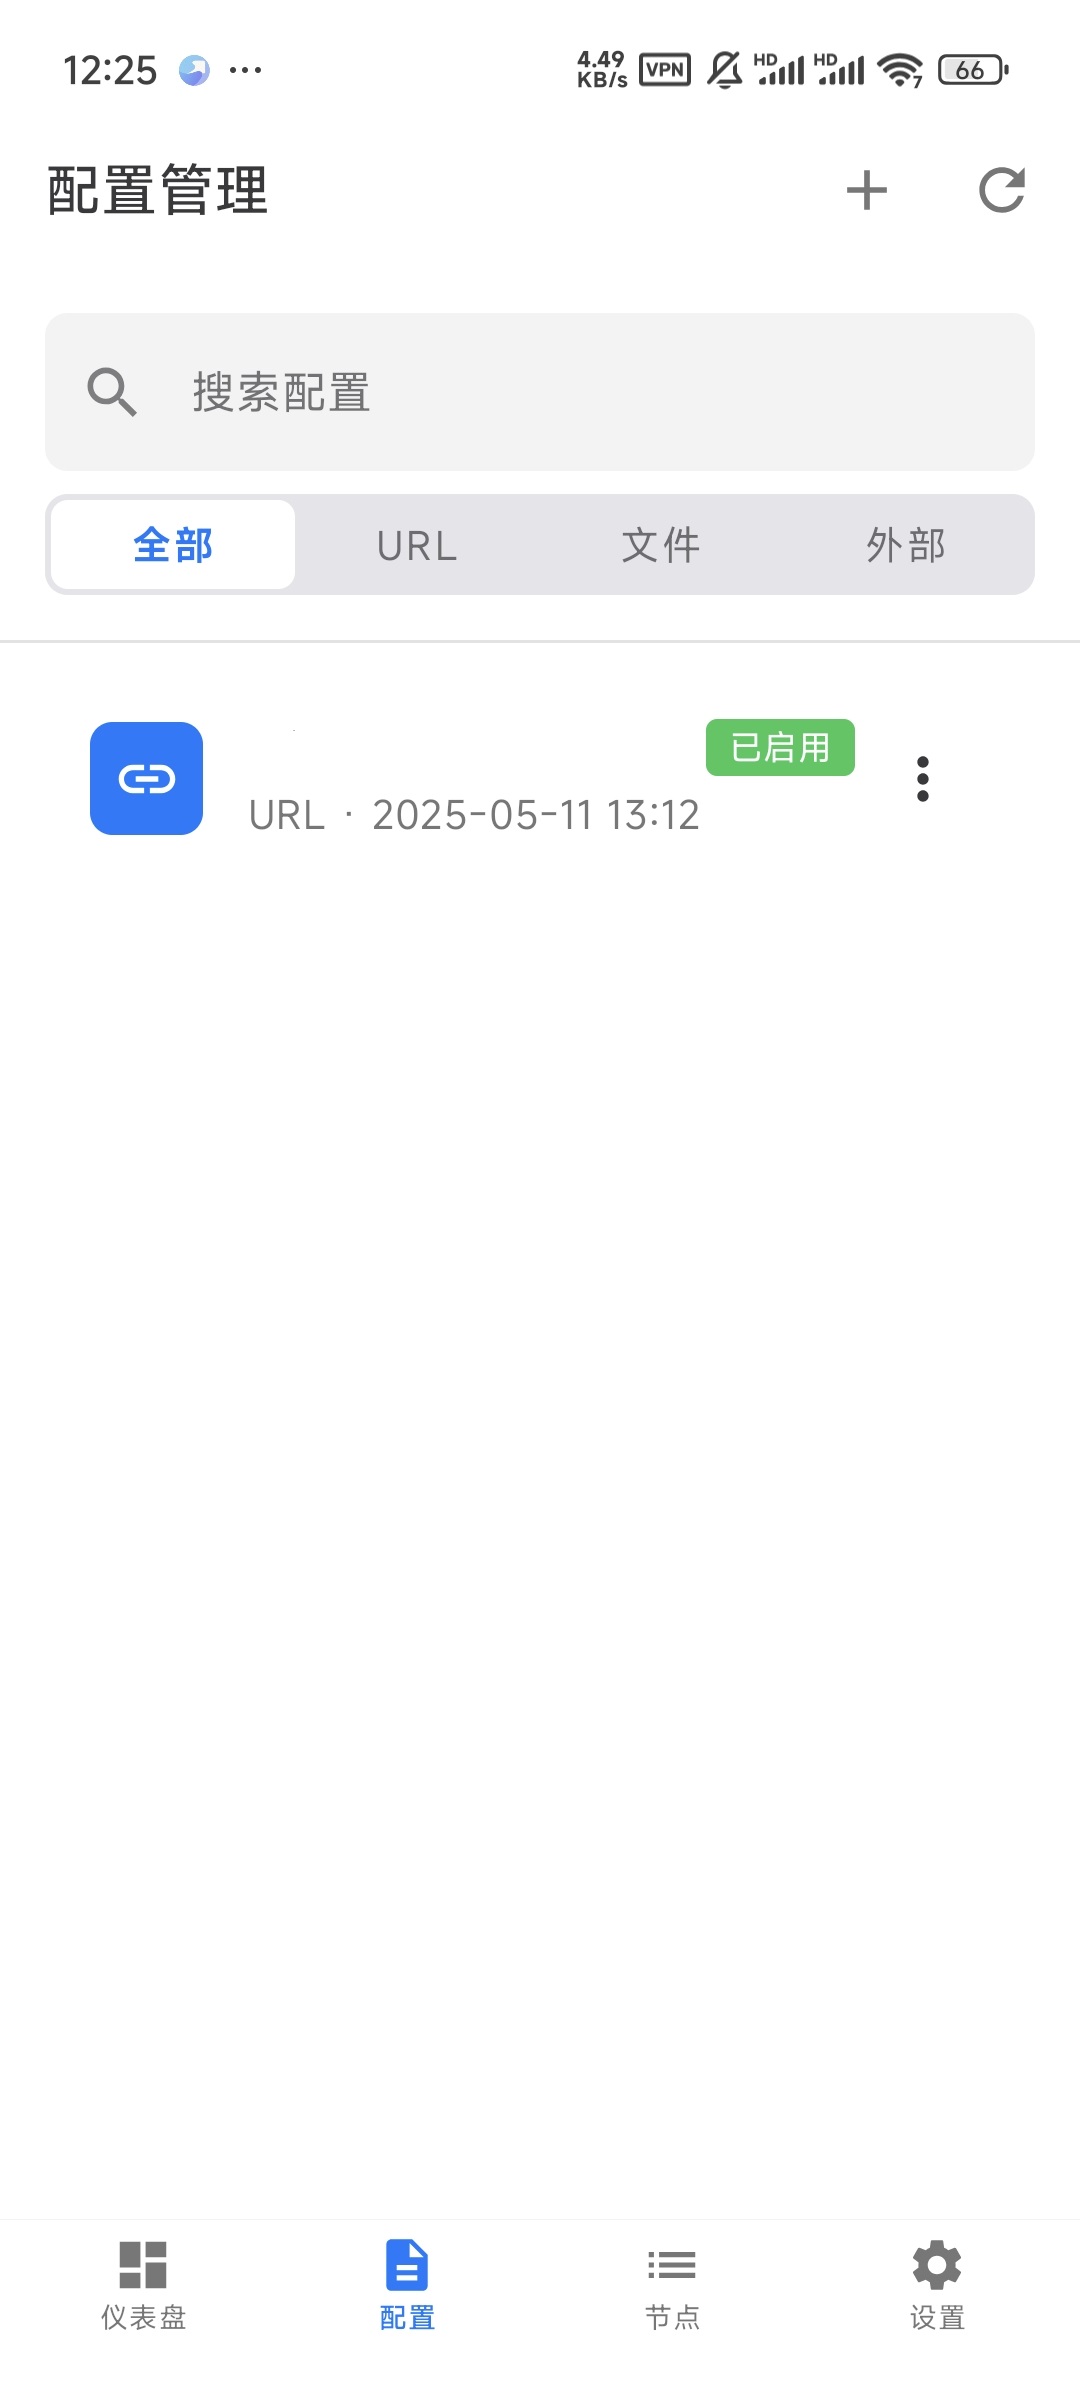 12:25 ... 4.49 KB/s VPN HD HD 7 66
配置管理
搜索配置
全部 URL 文件 外部
已启用
URL · 2025-05-11 13:12
仪表盘 配置 节点 设置